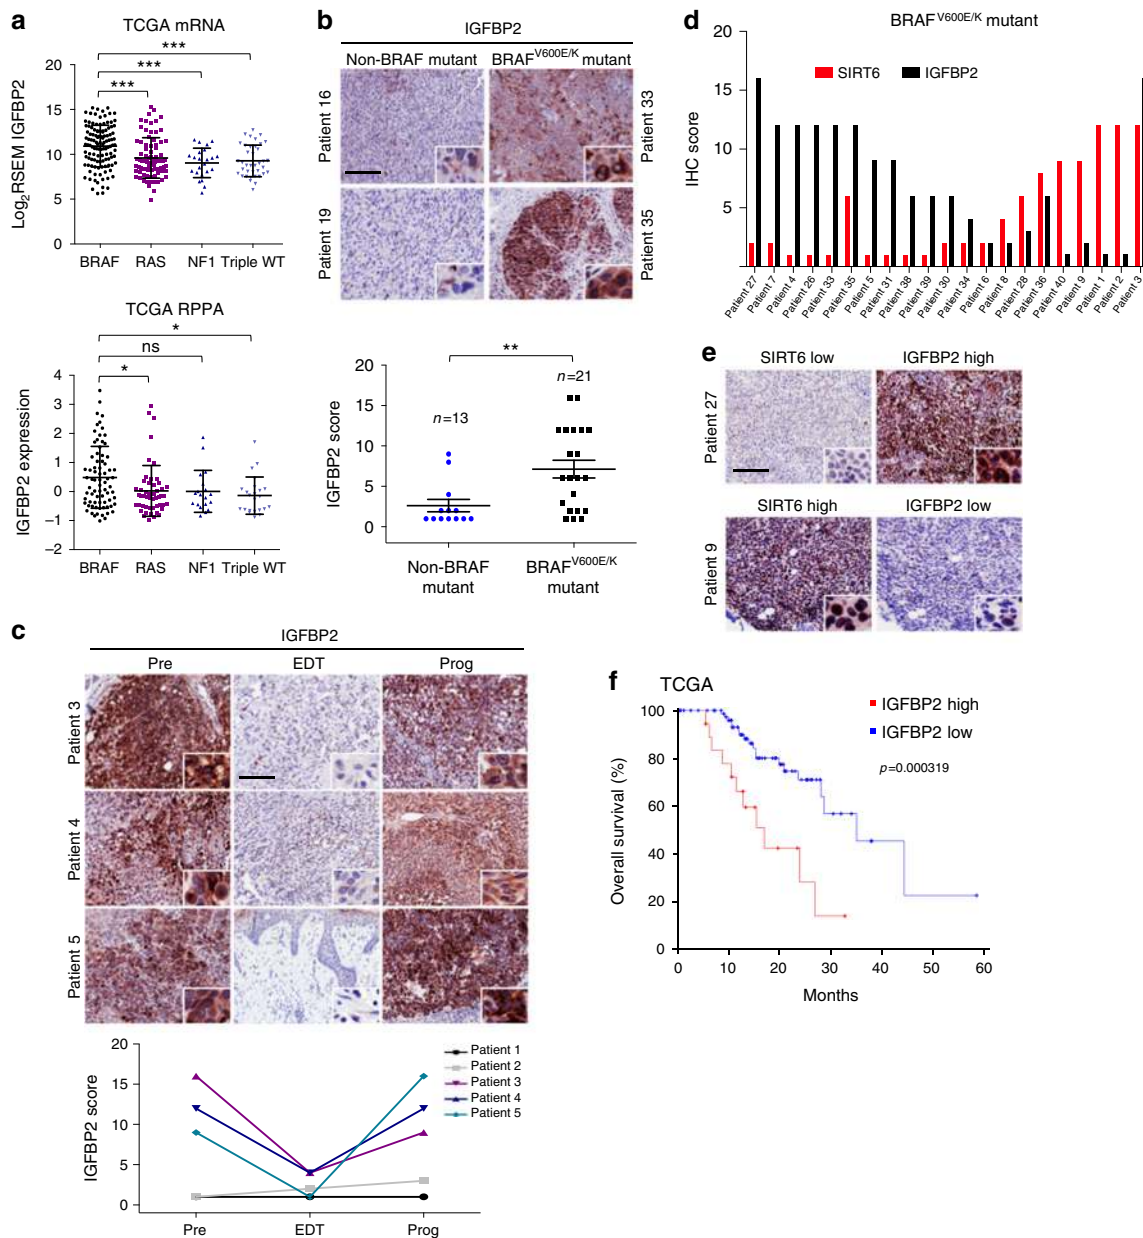 a
TCGA mRNA
***
***
***
Log2RSEM IGFBP2
20
15
10
5
0
BRAF RAS NF1 Triple WT
TCGA RPPA
*
ns
*
IGFBP2 expression
4
3
2
1
0
−1
−2
BRAF RAS NF1 Triple WT
b
IGFBP2
Non-BRAF mutant BRAFV600E/K mutant
Patient 16
Patient 33
Patient 19
Patient 35
**
IGFBP2 score
20
15
10
5
0
n=13
n=21
Non-BRAF mutant
BRAFV600E/K mutant
c
IGFBP2
Pre EDT Prog
Patient 3
Patient 4
Patient 5
IGFBP2 score
20
15
10
5
0
Pre EDT Prog
Patient 1
Patient 2
Patient 3
Patient 4
Patient 5
d
BRAFV600E/K mutant
SIRT6 IGFBP2
IHC score
20
15
10
5
Patient 27
Patient 7
Patient 4
Patient 26
Patient 33
Patient 35
Patient 5
Patient 31
Patient 38
Patient 39
Patient 30
Patient 34
Patient 6
Patient 8
Patient 28
Patient 36
Patient 40
Patient 9
Patient 1
Patient 2
Patient 3
e
SIRT6 low IGFBP2 high
Patient 27
SIRT6 high IGFBP2 low
Patient 9
f
TCGA
IGFBP2 high
IGFBP2 low
p=0.000319
Overall survival (%)
100
80
60
40
20
0
0 10 20 30 40 50 60
Months